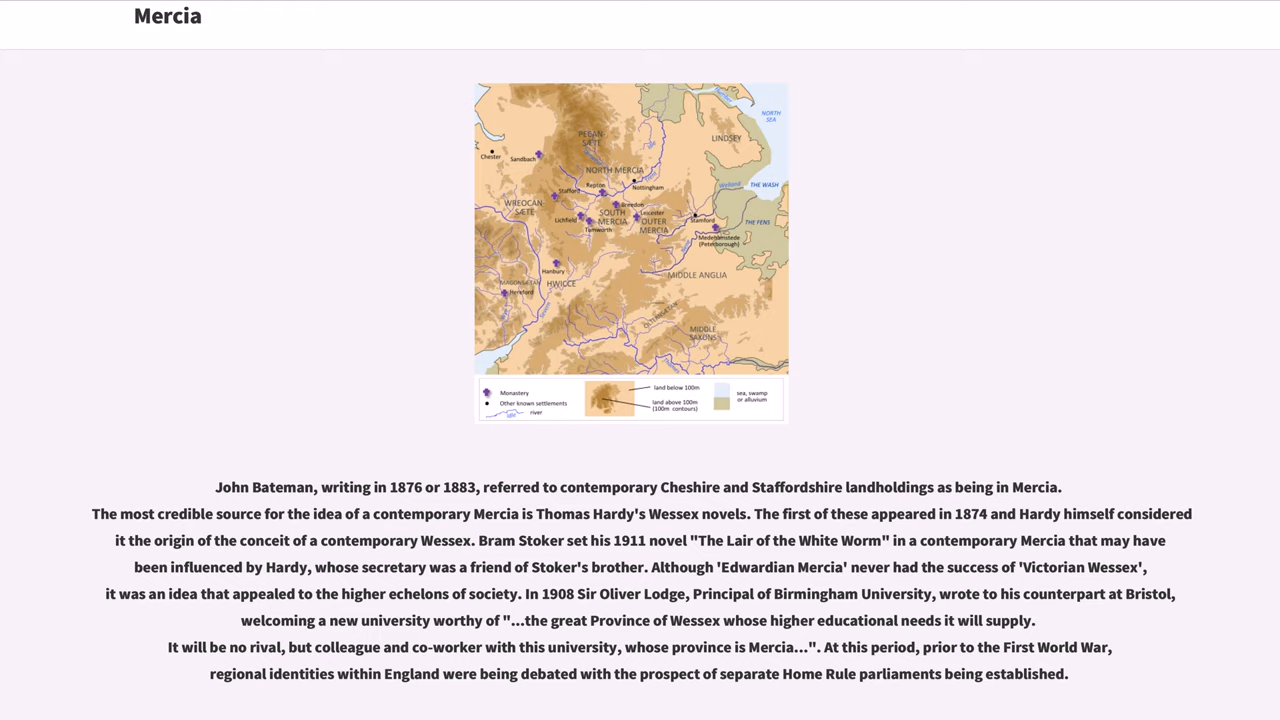 Mercia
NORTH
SEA
Humber
LINDSEY
PECAN
SÆTE
Chester
Sandbach
NORTH MERCIA
Trent
Repton
Nottingham
Stafford
Welland
THE WASH
WREOCAN-
SÆTE
Breedon
Lichfield
SOUTH
MERCIA
Leicester
OUTER
MERCIA
Stamford
THE FENS
Tamworth
Medehamstede
(Peterborough)
Hanbury
MIDDLE ANGLIA
MAGONSÆTAN
HWICCE
Hereford
CILTERNSÆTAN
MIDDLE
SAXONS
Monastery
Other known settlements
river
land below 100m
land above 100m
(100m contours)
sea, swamp
or alluvium
John Bateman, writing in 1876 or 1883, referred to contemporary Cheshire and Staffordshire landholdings as being in Mercia.
The most credible source for the idea of a contemporary Mercia is Thomas Hardy's Wessex novels. The first of these appeared in 1874 and Hardy himself considered
it the origin of the conceit of a contemporary Wessex. Bram Stoker set his 1911 novel "The Lair of the White Worm" in a contemporary Mercia that may have
been influenced by Hardy, whose secretary was a friend of Stoker's brother. Although 'Edwardian Mercia' never had the success of 'Victorian Wessex',
it was an idea that appealed to the higher echelons of society. In 1908 Sir Oliver Lodge, Principal of Birmingham University, wrote to his counterpart at Bristol,
welcoming a new university worthy of "...the great Province of Wessex whose higher educational needs it will supply.
It will be no rival, but colleague and co-worker with this university, whose province is Mercia...". At this period, prior to the First World War,
regional identities within England were being debated with the prospect of separate Home Rule parliaments being established.